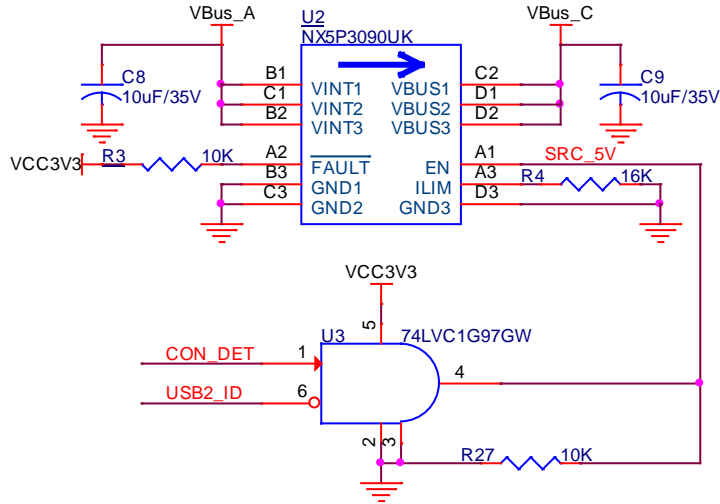 VBus_A
U2
VBus_C
NX5P3090UK
C8
10uF/35V
C9
10uF/35V
B1
VINT1
VBUS1
C2
C1
VINT2
VBUS2
D1
B2
VINT3
VBUS3
D2
VCC3V3
R3
10K
A2
FAULT
EN
A1
SRC_5V
B3
GND1
ILIM
A3
R4
16K
C3
GND2
GND3
D3
VCC3V3
5
U3
74LVC1G97GW
CON_DET
1
4
USB2_ID
6
2
3
R27
10K